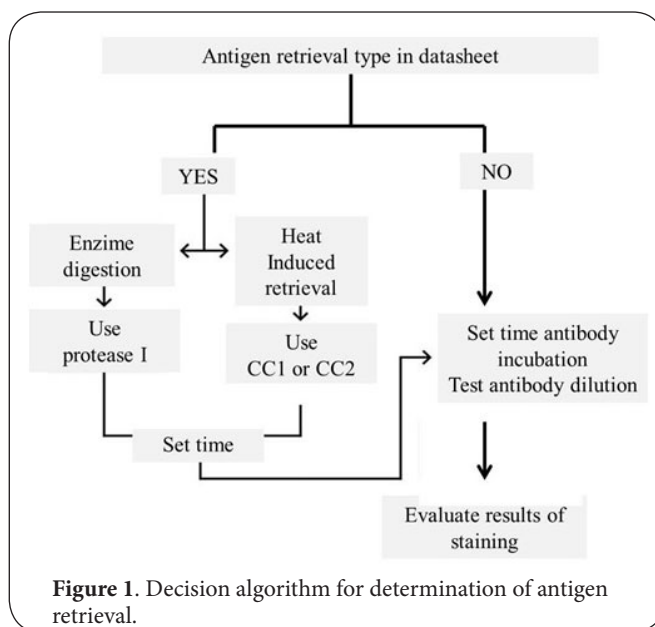 Antigen retrieval type in datasheet
YES
NO
Enzime
digestion
Heat
Induced
retrieval
Use
protease I
Use
CC1 or CC2
Set time antibody
incubation
Test antibody dilution
Set time
Evaluate results of
staining
Figure 1. Decision algorithm for determination of antigen
retrieval.